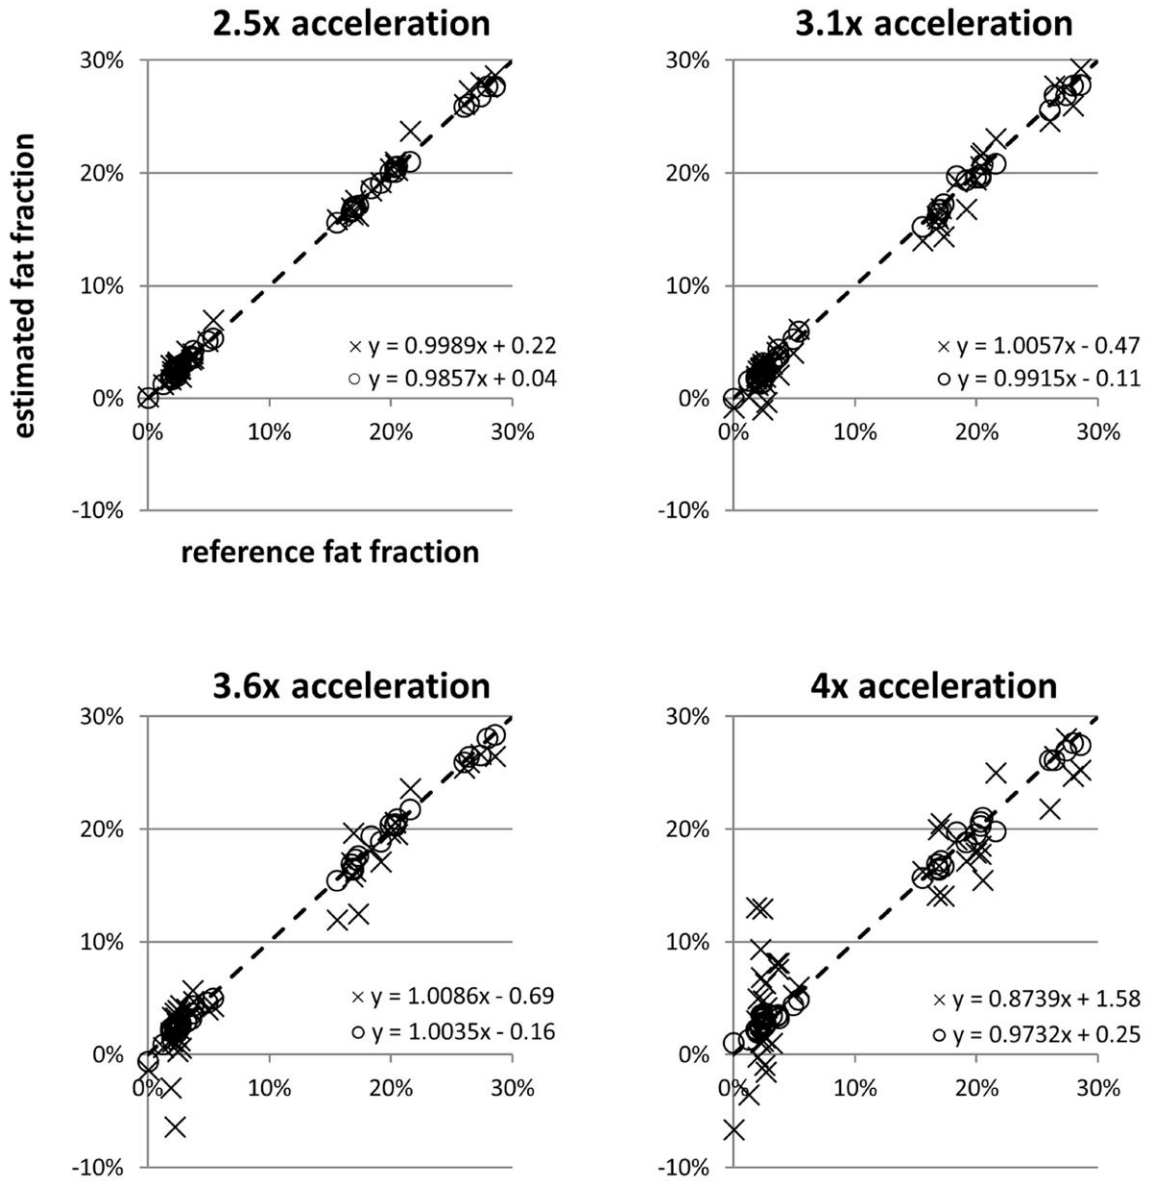 2.5x acceleration
30%
20%
10%
0%
-10%
0%
10%
20%
30%
× y = 0.9989x + 0.22
○ y = 0.9857x + 0.04
estimated fat fraction
reference fat fraction
3.1x acceleration
30%
20%
10%
0%
-10%
0%
10%
20%
30%
× y = 1.0057x - 0.47
○ y = 0.9915x - 0.11
3.6x acceleration
30%
20%
10%
0%
-10%
0%
10%
20%
30%
× y = 1.0086x - 0.69
○ y = 1.0035x - 0.16
4x acceleration
30%
20%
10%
0%
-10%
0%
10%
20%
30%
× y = 0.8739x + 1.58
○ y = 0.9732x + 0.25